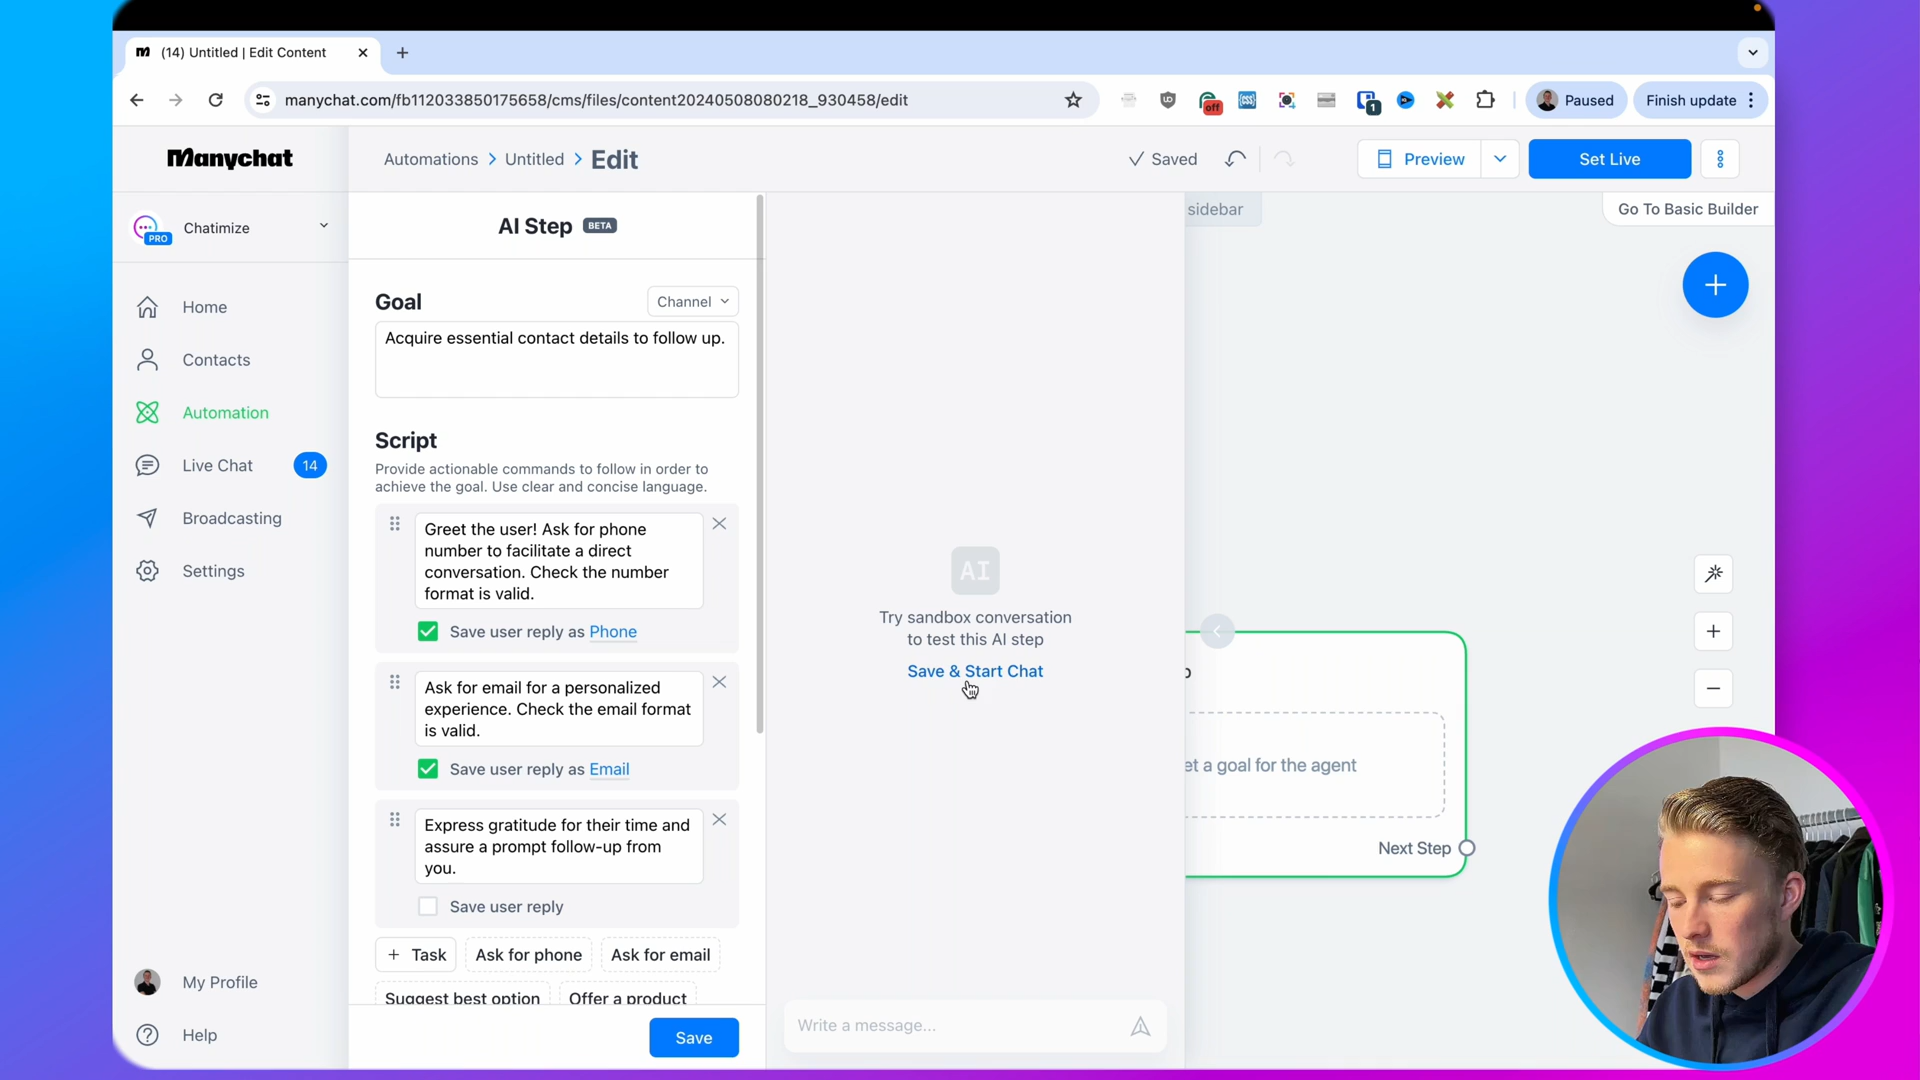 (14) Untitled | Edit Content
manychat.com/fb112033850175658/cms/files/content20240508080218_930458/edit
off
1
Paused
Finish update
Manychat
Automations > Untitled > Edit
Saved
Preview
Set Live
PRO
Chatimize
AI Step BETA
sidebar
Go To Basic Builder
Home
Contacts
Automation
Live Chat
14
Broadcasting
Settings
My Profile
Help
Goal
Channel
Acquire essential contact details to follow up.
Script
Provide actionable commands to follow in order to
achieve the goal. Use clear and concise language.
Greet the user! Ask for phone
number to facilitate a direct
conversation. Check the number
format is valid.
Save user reply as Phone
Ask for email for a personalized
experience. Check the email format
is valid.
Save user reply as Email
Express gratitude for their time and
assure a prompt follow-up from
you.
Save user reply
+ Task
Ask for phone
Ask for email
Suggest best option
Offer a product
Save
AI
Try sandbox conversation
to test this AI step
Save & Start Chat
Write a message...
a goal for the agent
Next Step